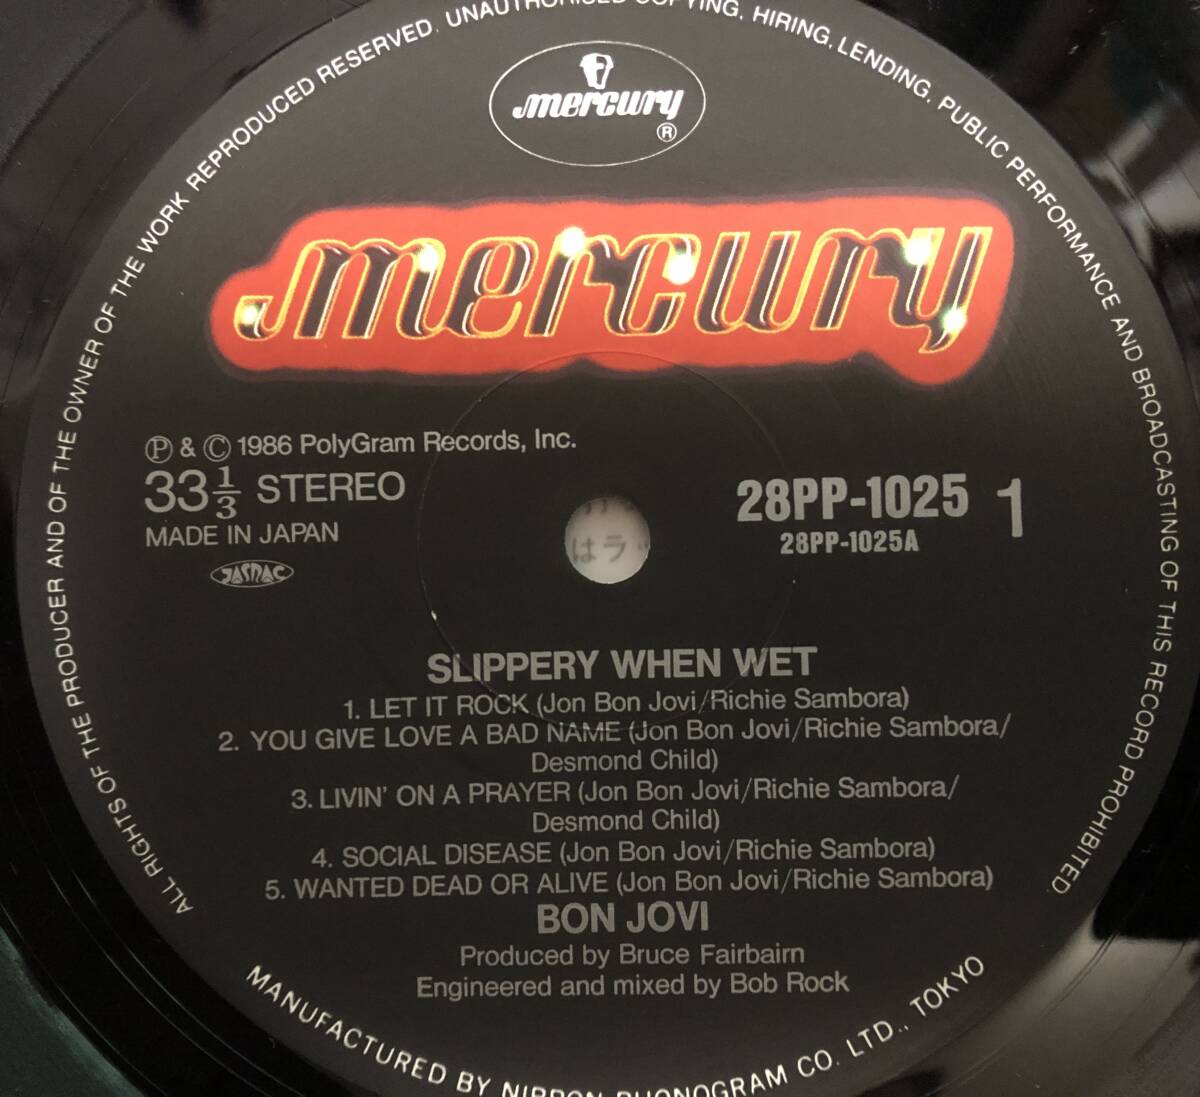 ALL RIGHTS OF THE PRODUCER AND OF THE OWNER OF THE WORK REPRODUCED RESERVED. UNAUTHORISED COPYING, HIRING, LENDING, PUBLIC PERFORMANCE AND BROADCASTING OF THIS RECORD PROHIBITED.
mercury
®
mercury
Ⓟ & Ⓒ 1986 PolyGram Records, Inc.
33 1/3 STEREO
MADE IN JAPAN
JASRAC
28PP-1025 1
28PP-1025A
はラ
SLIPPERY WHEN WET
1. LET IT ROCK (Jon Bon Jovi/Richie Sambora)
2. YOU GIVE LOVE A BAD NAME (Jon Bon Jovi/Richie Sambora/
Desmond Child)
3. LIVIN' ON A PRAYER (Jon Bon Jovi/Richie Sambora/
Desmond Child)
4. SOCIAL DISEASE (Jon Bon Jovi/Richie Sambora)
5. WANTED DEAD OR ALIVE (Jon Bon Jovi/Richie Sambora)
BON JOVI
Produced by Bruce Fairbairn
Engineered and mixed by Bob Rock
MANUFACTURED BY NIPPON PHONOGRAM CO. LTD., TOKYO